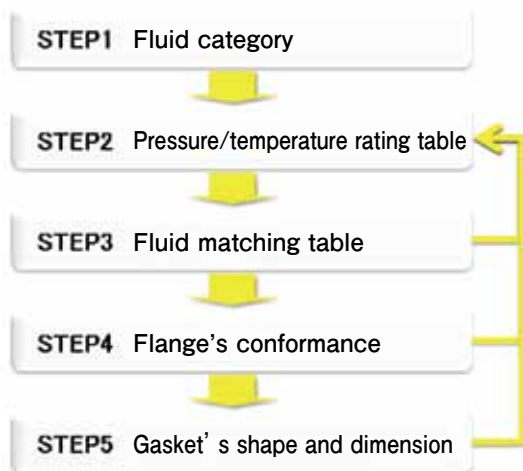 STEP1 Fluid category
STEP2 Pressure/temperature rating table
STEP3 Fluid matching table
STEP4 Flange's conformance
STEP5 Gasket' s shape and dimension